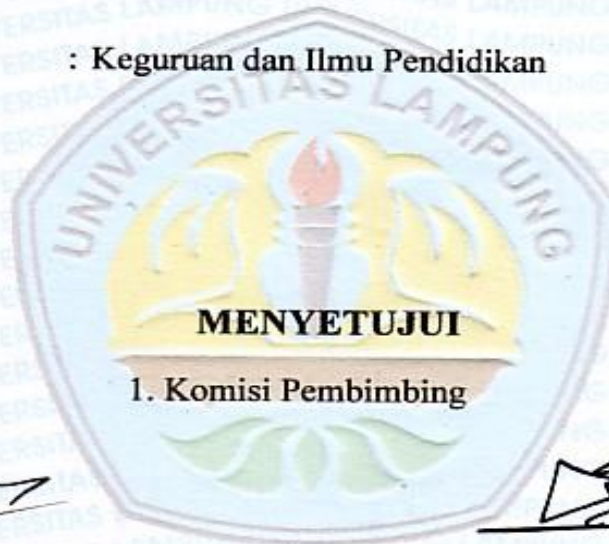 : Keguruan dan Ilmu Pendidikan
UNIVERSITAS LAMPUNG
MENYETUJUI
1. Komisi Pembimbing